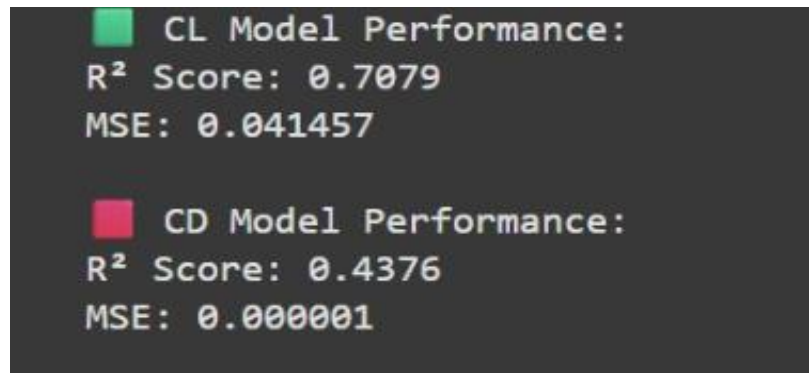 🟩 CL Model Performance:
R² Score: 0.7079
MSE: 0.041457
🟥 CD Model Performance:
R² Score: 0.4376
MSE: 0.000001